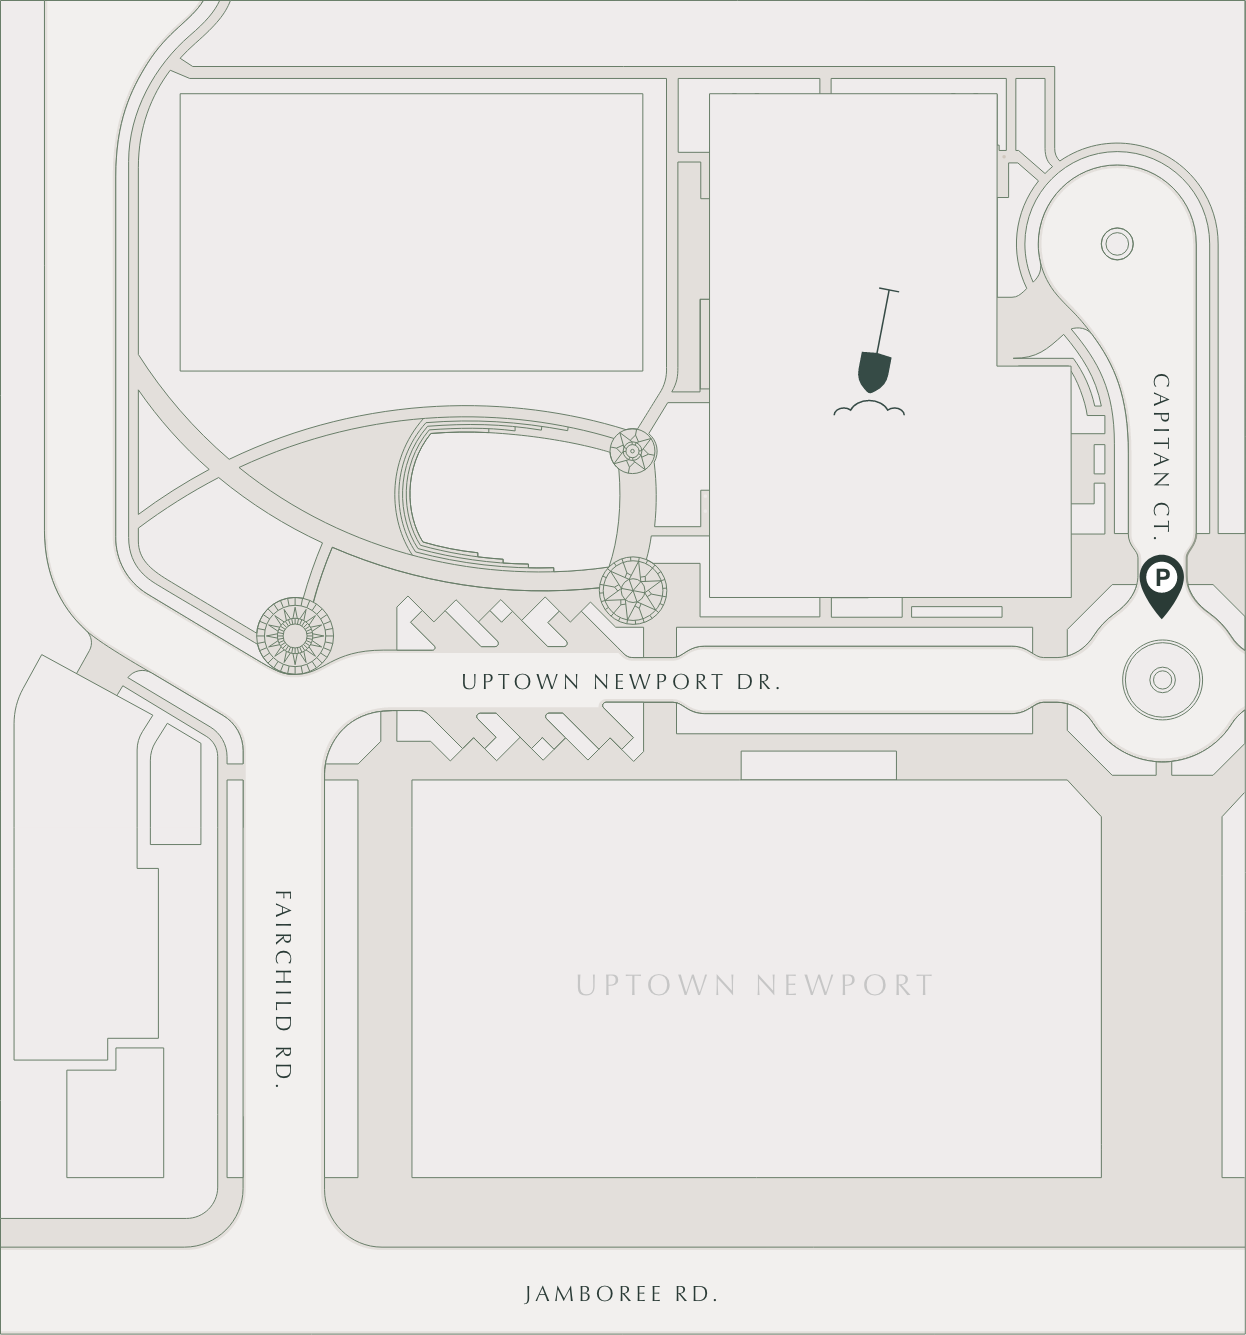 CAPITAN CT.
P
UPTOWN NEWPORT DR.
FAIRCHILD RD.
UPTOWN NEWPORT
JAMBOREE RD.